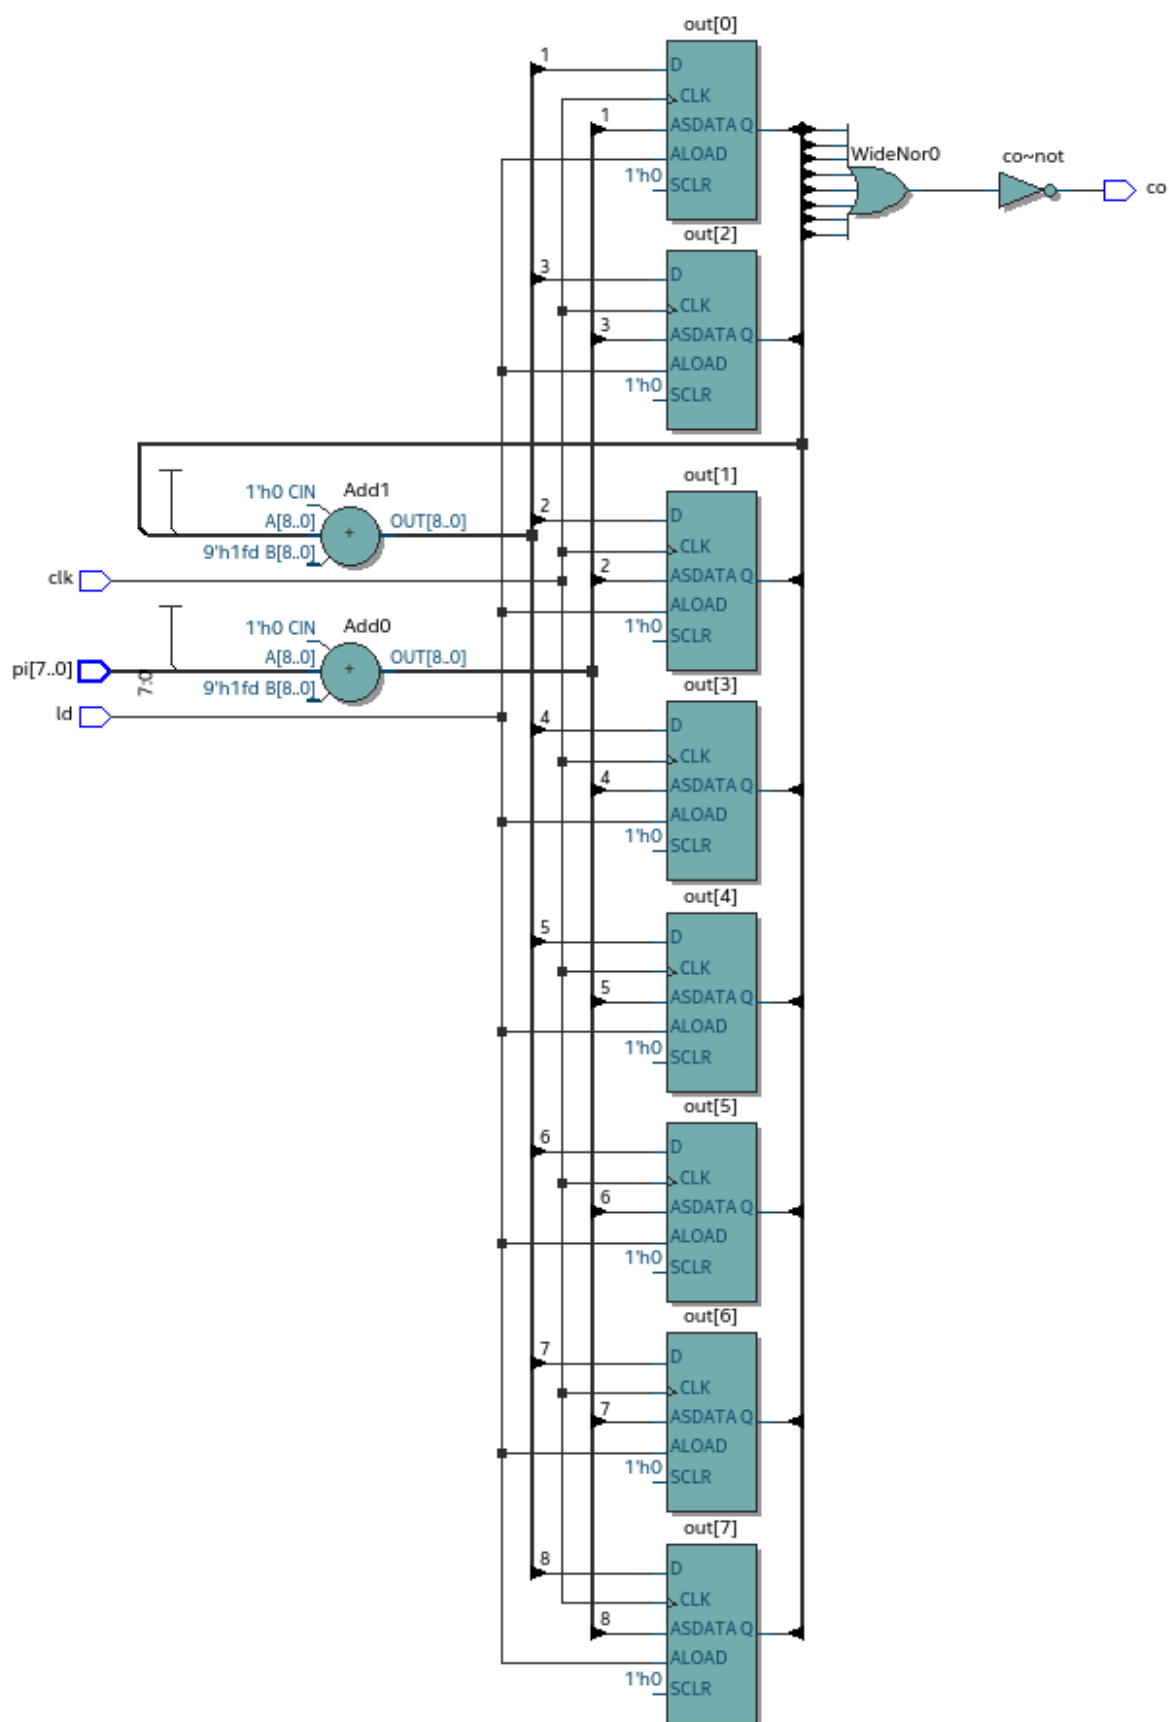 out[0]
1
D
CLK
1
ASDATA Q
ALOAD
1'h0
SCLR
WideNor0
co~not
co
out[2]
3
D
CLK
3
ASDATA Q
ALOAD
1'h0
SCLR
out[1]
2
D
CLK
2
ASDATA Q
ALOAD
1'h0
SCLR
1'h0 CIN
Add1
A[8..0]
OUT[8..0]
9'h1fd B[8..0]
clk
1'h0 CIN
Add0
A[8..0]
OUT[8..0]
9'h1fd B[8..0]
pi[7..0]
7:0
ld
out[3]
4
D
CLK
4
ASDATA Q
ALOAD
1'h0
SCLR
out[4]
5
D
CLK
5
ASDATA Q
ALOAD
1'h0
SCLR
out[5]
6
D
CLK
6
ASDATA Q
ALOAD
1'h0
SCLR
out[6]
7
D
CLK
7
ASDATA Q
ALOAD
1'h0
SCLR
out[7]
8
D
CLK
8
ASDATA Q
ALOAD
1'h0
SCLR